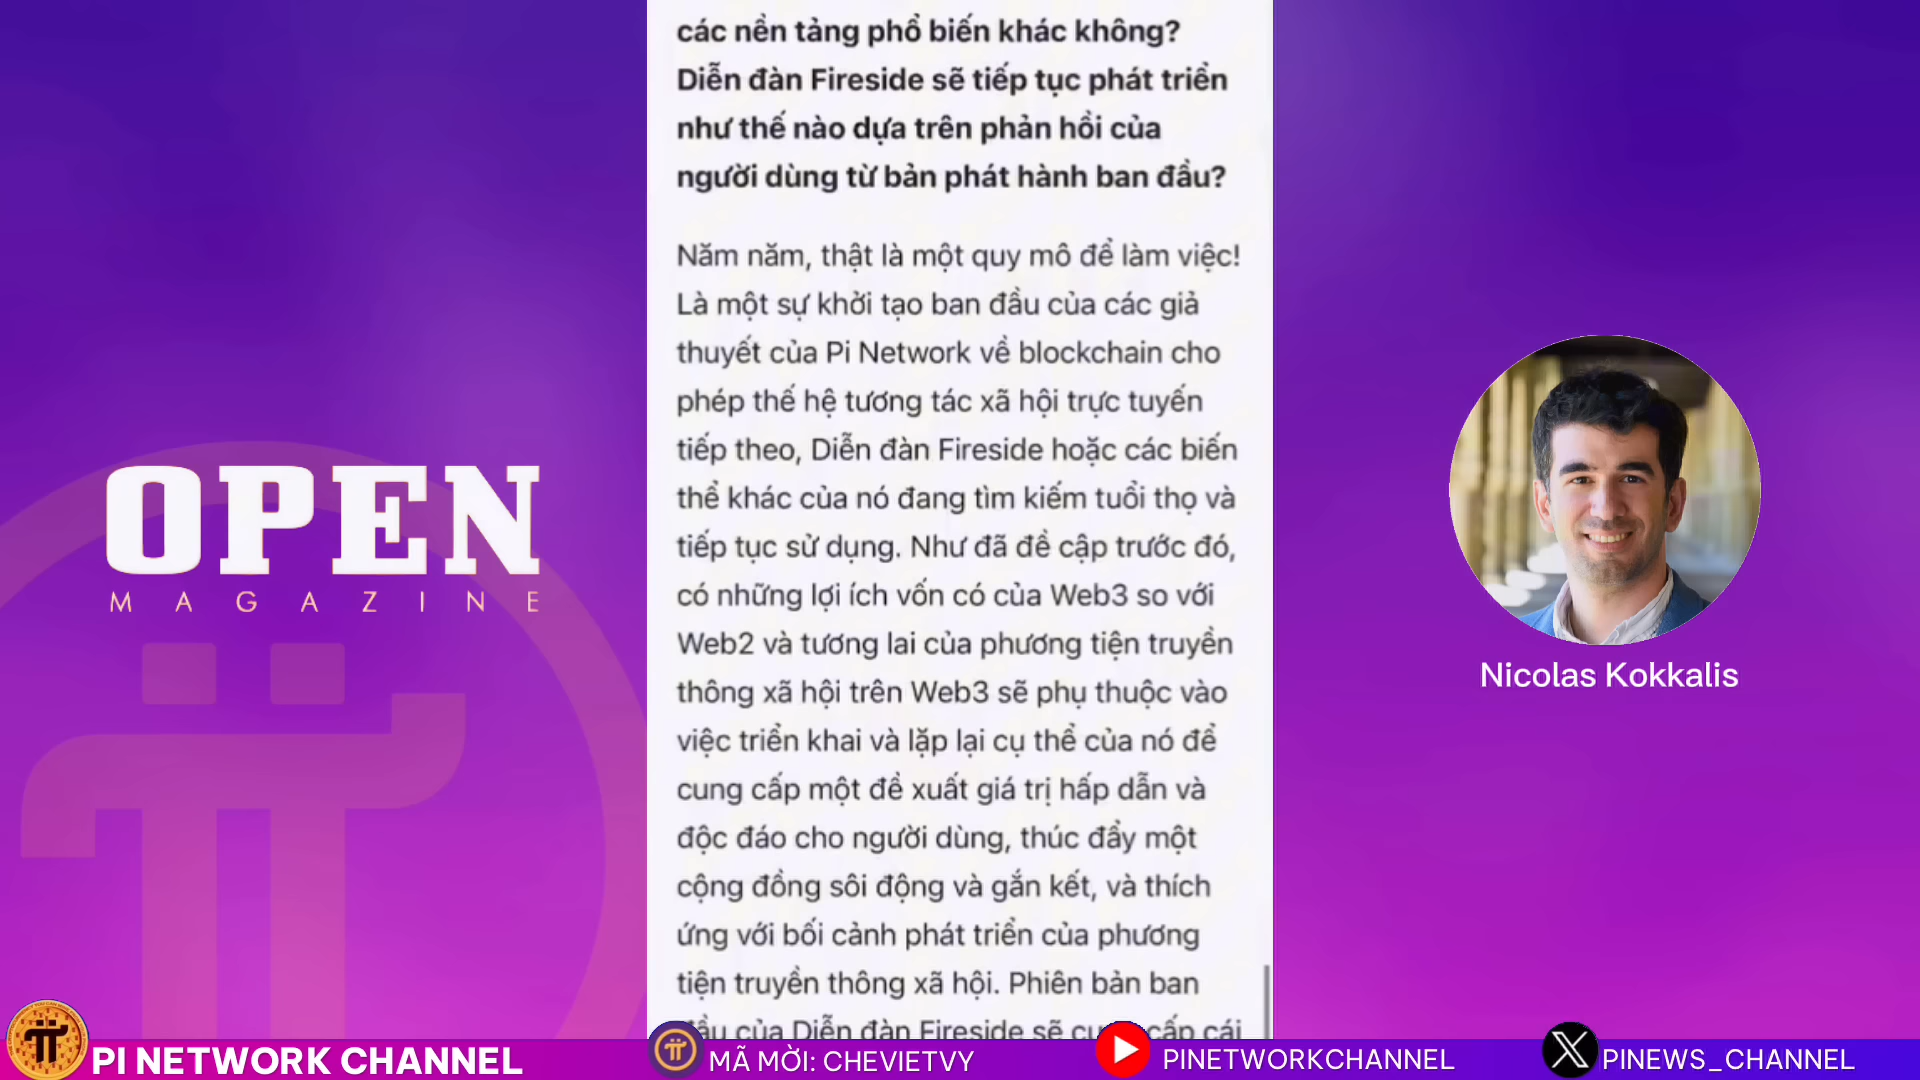 các nền tảng phổ biến khác không?
Diễn đàn Fireside sẽ tiếp tục phát triển
như thế nào dựa trên phản hồi của
người dùng từ bản phát hành ban đầu?
Năm năm, thật là một quy mô để làm việc!
Là một sự khởi tạo ban đầu của các giả
thuyết của Pi Network về blockchain cho
phép thế hệ tương tác xã hội trực tuyến
tiếp theo, Diễn đàn Fireside hoặc các biến
thể khác của nó đang tìm kiếm tuổi thọ và
tiếp tục sử dụng. Như đã đề cập trước đó,
có những lợi ích vốn có của Web3 so với
Web2 và tương lai của phương tiện truyền
thông xã hội trên Web3 sẽ phụ thuộc vào
việc triển khai và lặp lại cụ thể của nó để
cung cấp một đề xuất giá trị hấp dẫn và
độc đáo cho người dùng, thúc đẩy một
cộng đồng sôi động và gắn kết, và thích
ứng với bối cảnh phát triển của phương
tiện truyền thông xã hội. Phiên bản ban
của Diễn đàn Fireside sẽ cấp cái
OPEN
MAGAZINE
Nicolas Kokkalis
PI NETWORK CHANNEL
MÃ MỜI: CHEVIETVY
PINETWORKCHANNEL
PINEWS_CHANNEL